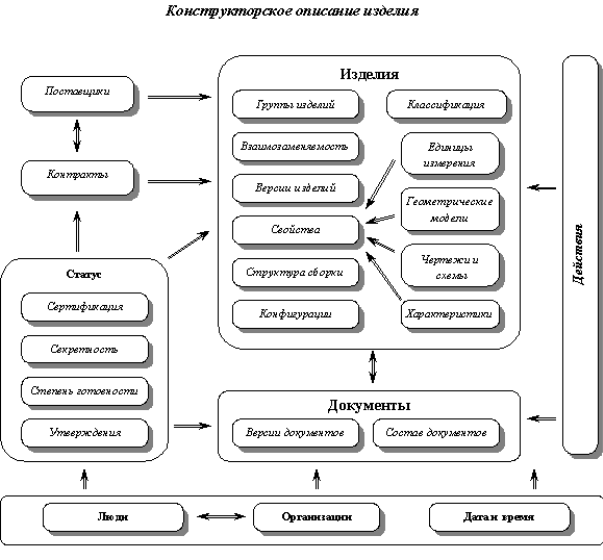 Конструкторское описание изделия
Изделия
Поставщики
Контракты
Группы изделий
Классификация
Взаимозаменяемость
Единицы
измерения
Версии изделий
Геометрические
модели
Свойства
Чертежи и
схемы
Структура сборки
Конфигурации
Характеристики
Действия
Статус
Сертификация
Секретность
Степень готовности
Утверждения
Документы
Версии документов
Состав документов
Люди
Организации
Дата и время